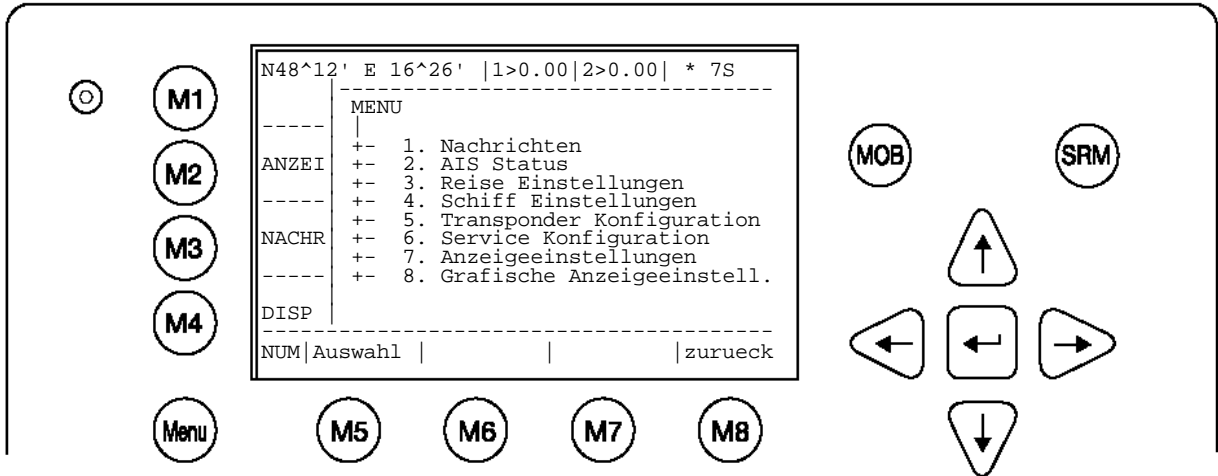 N48^12' E 16^26' |1>0.00|2>0.00| * 7S
M1
MENU
+- 1. Nachrichten
ANZEI +- 2. AIS Status
+- 3. Reise Einstellungen
+- 4. Schiff Einstellungen
+- 5. Transponder Konfiguration
NACHR +- 6. Service Konfiguration
+- 7. Anzeigeeinstellungen
+- 8. Grafische Anzeigeeinstell.
DISP
NUM|Auswahl | | |zurueck
M2
M3
M4
MOB
SRM
Menu
M5
M6
M7
M8